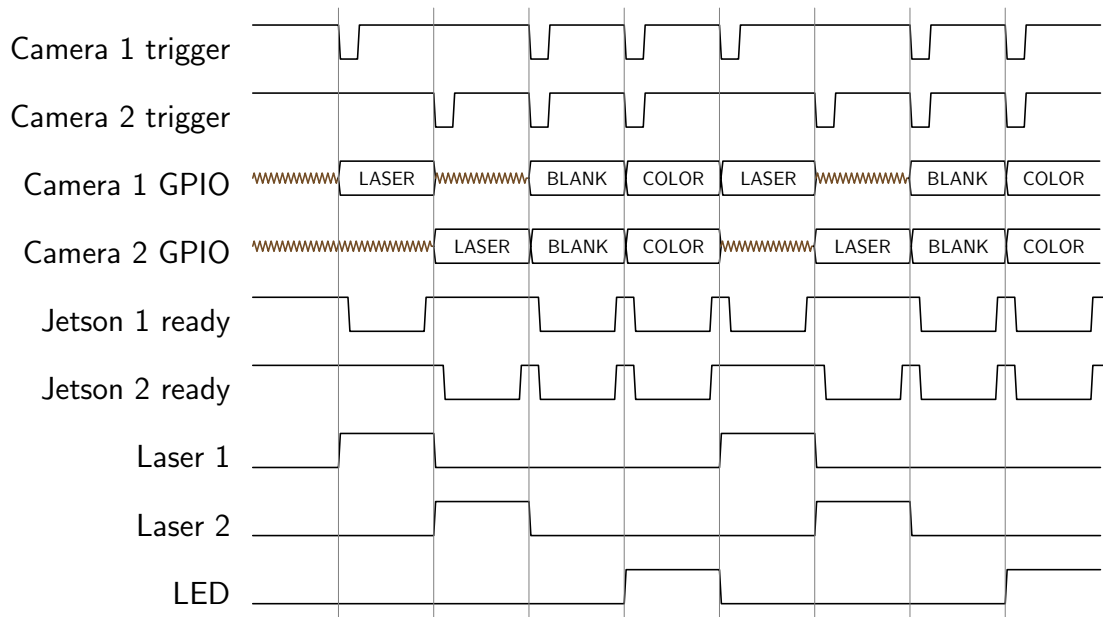 Camera 1 trigger
Camera 2 trigger
Camera 1 GPIO LASER BLANK COLOR LASER BLANK COLOR
Camera 2 GPIO LASER BLANK COLOR LASER BLANK COLOR
Jetson 1 ready
Jetson 2 ready
Laser 1
Laser 2
LED